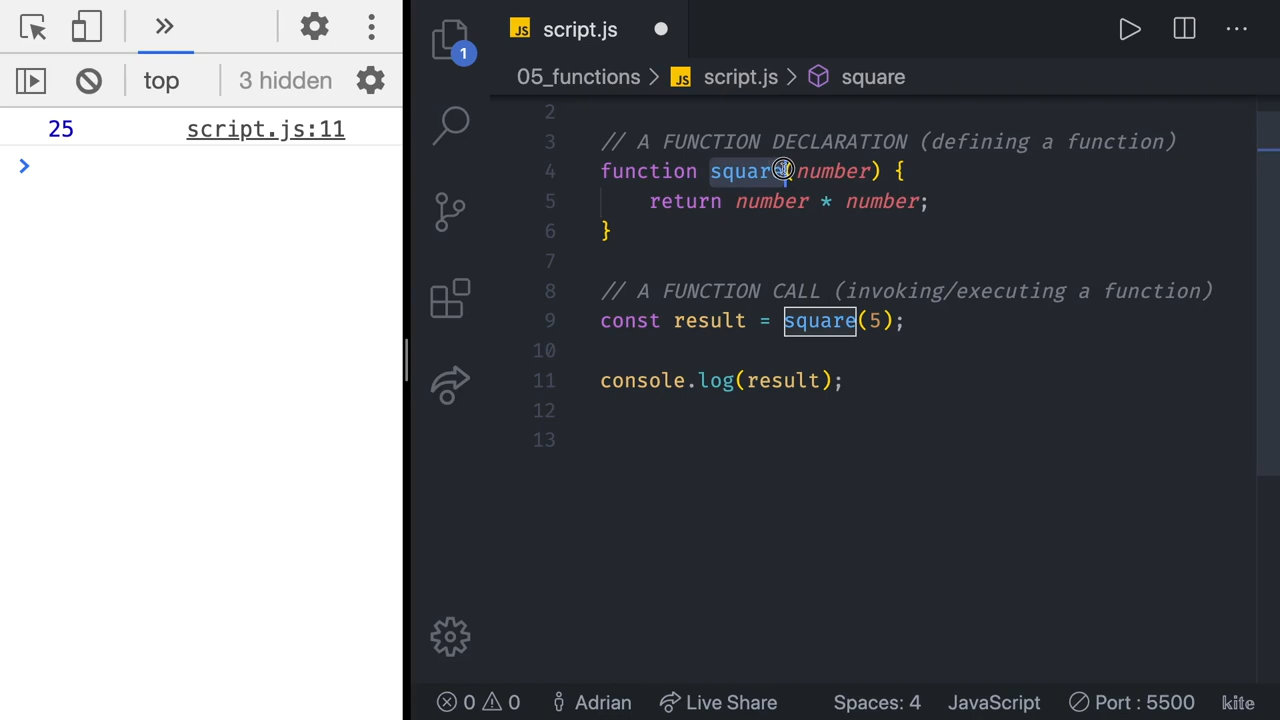 top
3 hidden
25 script.js:11
>
JS script.js
1
05_functions > JS script.js > square
2
3 // A FUNCTION DECLARATION (defining a function)
4 function square(number) {
5 return number * number;
6 }
7
8 // A FUNCTION CALL (invoking/executing a function)
9 const result = square(5);
10
11 console.log(result);
12
13
0 0 Adrian Live Share Spaces: 4 JavaScript Port : 5500 kite